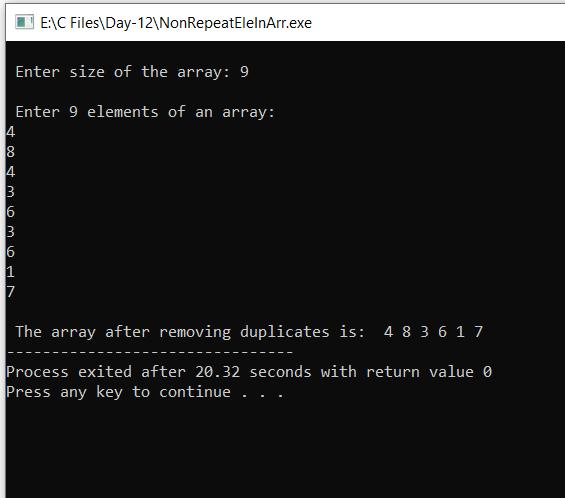 E:\C Files\Day-12\NonRepeatEleInArr.exe
Enter size of the array: 9
Enter 9 elements of an array:
4
8
4
3
6
3
6
1
7
The array after removing duplicates is:  4 8 3 6 1 7
--------------------------------
Process exited after 20.32 seconds with return value 0
Press any key to continue . . .